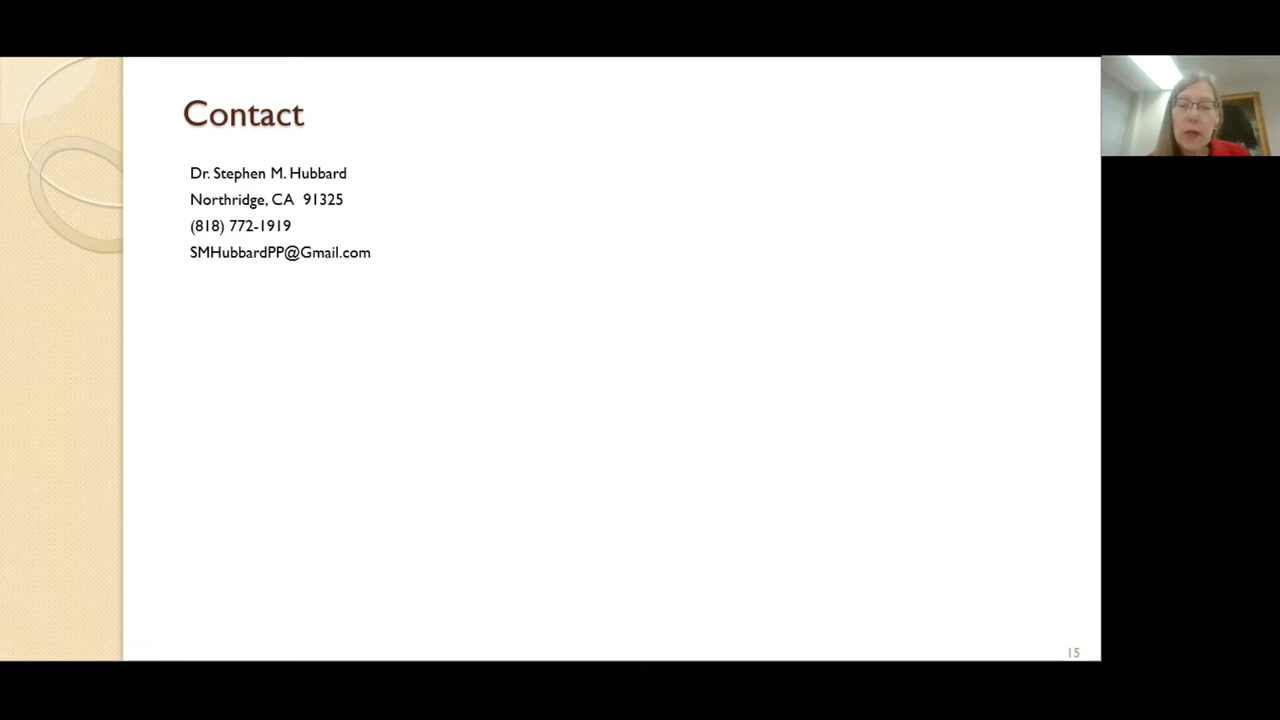 Contact
Dr. Stephen M. Hubbard
Northridge, CA  91325
(818) 772-1919
SMHubbardPP@Gmail.com
15